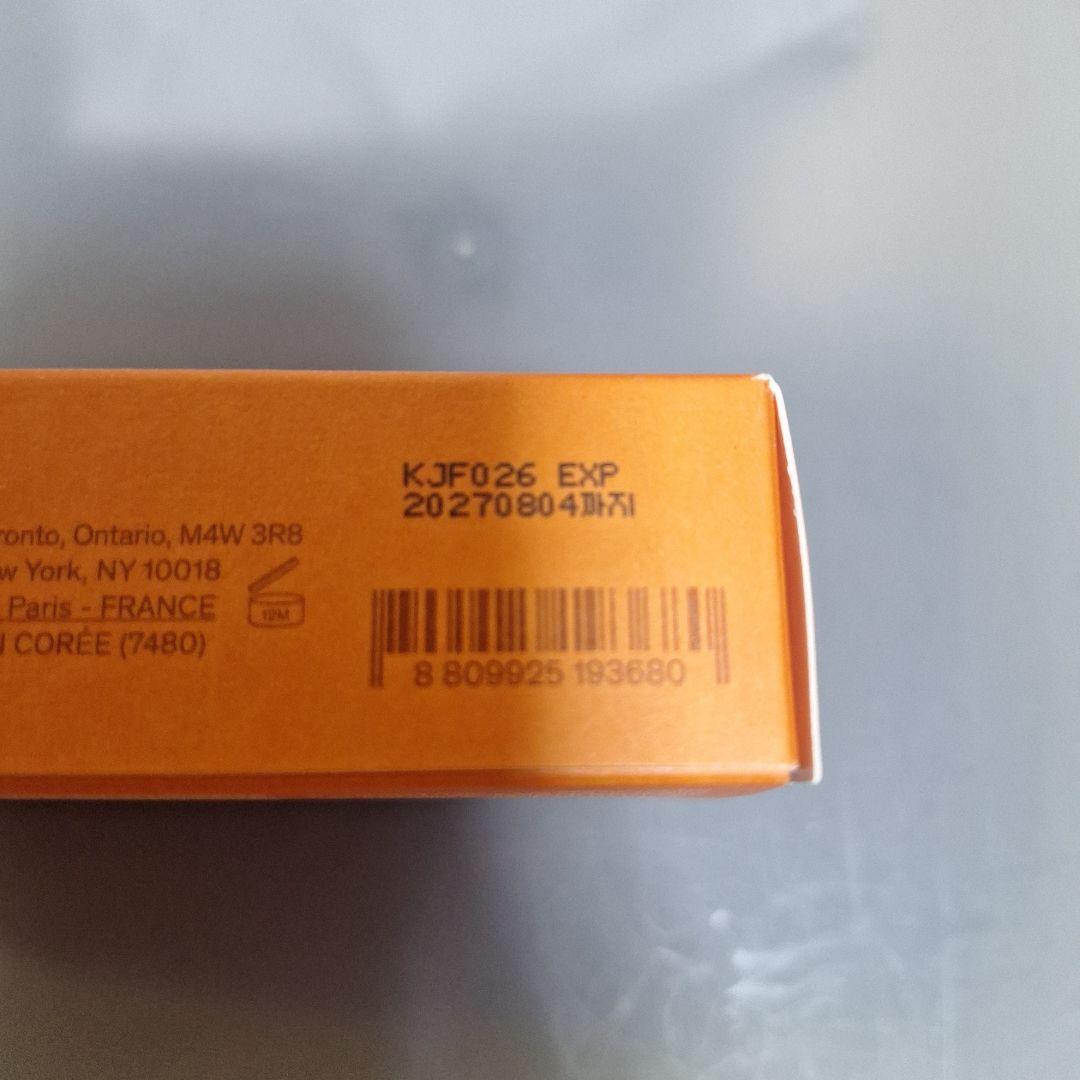 KJF026 EXP
20270804까지
ronto, Ontario, M4W 3R8
w York, NY 10018
Paris - FRANCE
CORÉE (7480)
12M
8 809925 193680